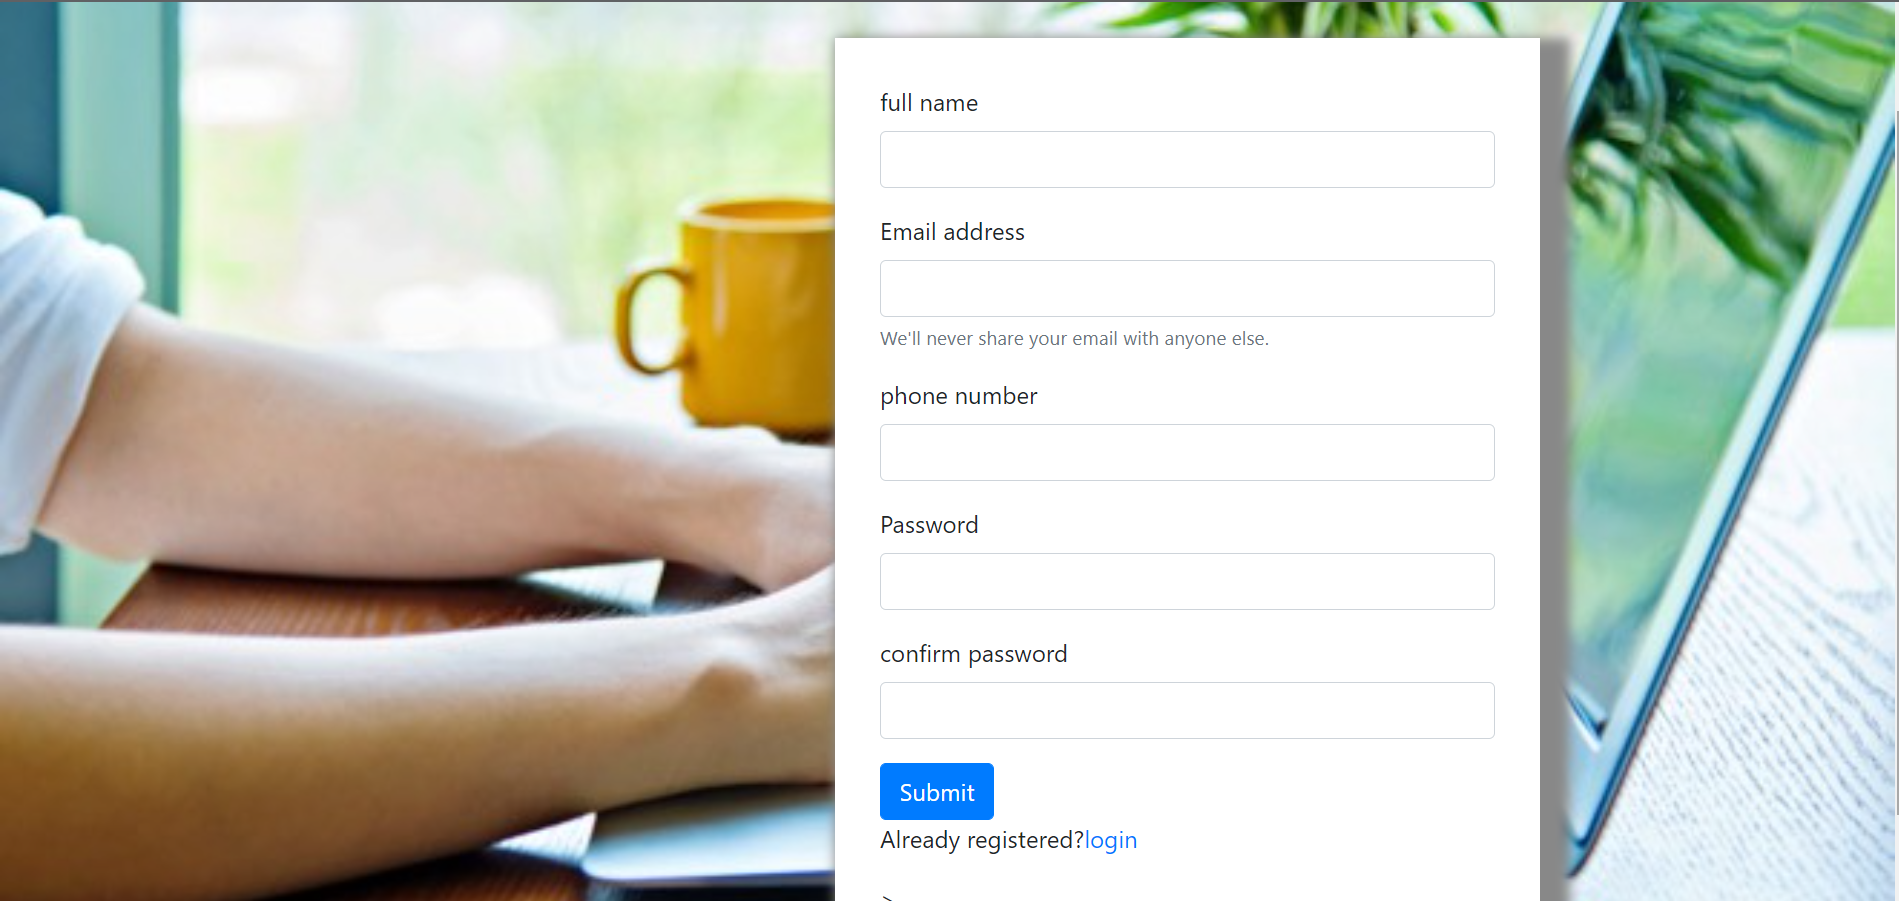 full name
Email address
We'll never share your email with anyone else.
phone number
Password
confirm password
Submit
Already registered?login
>